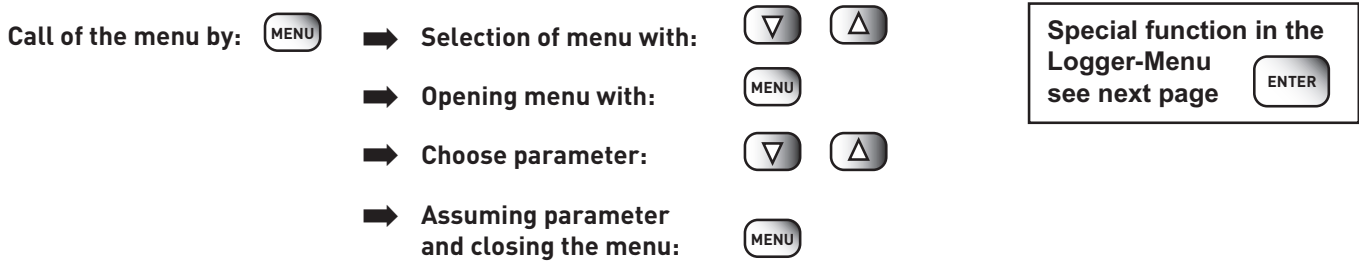 Call of the menu by: MENU
Selection of menu with:
Opening menu with: MENU
Choose parameter:
Assuming parameter
and closing the menu: MENU
Special function in the
Logger-Menu
see next page ENTER